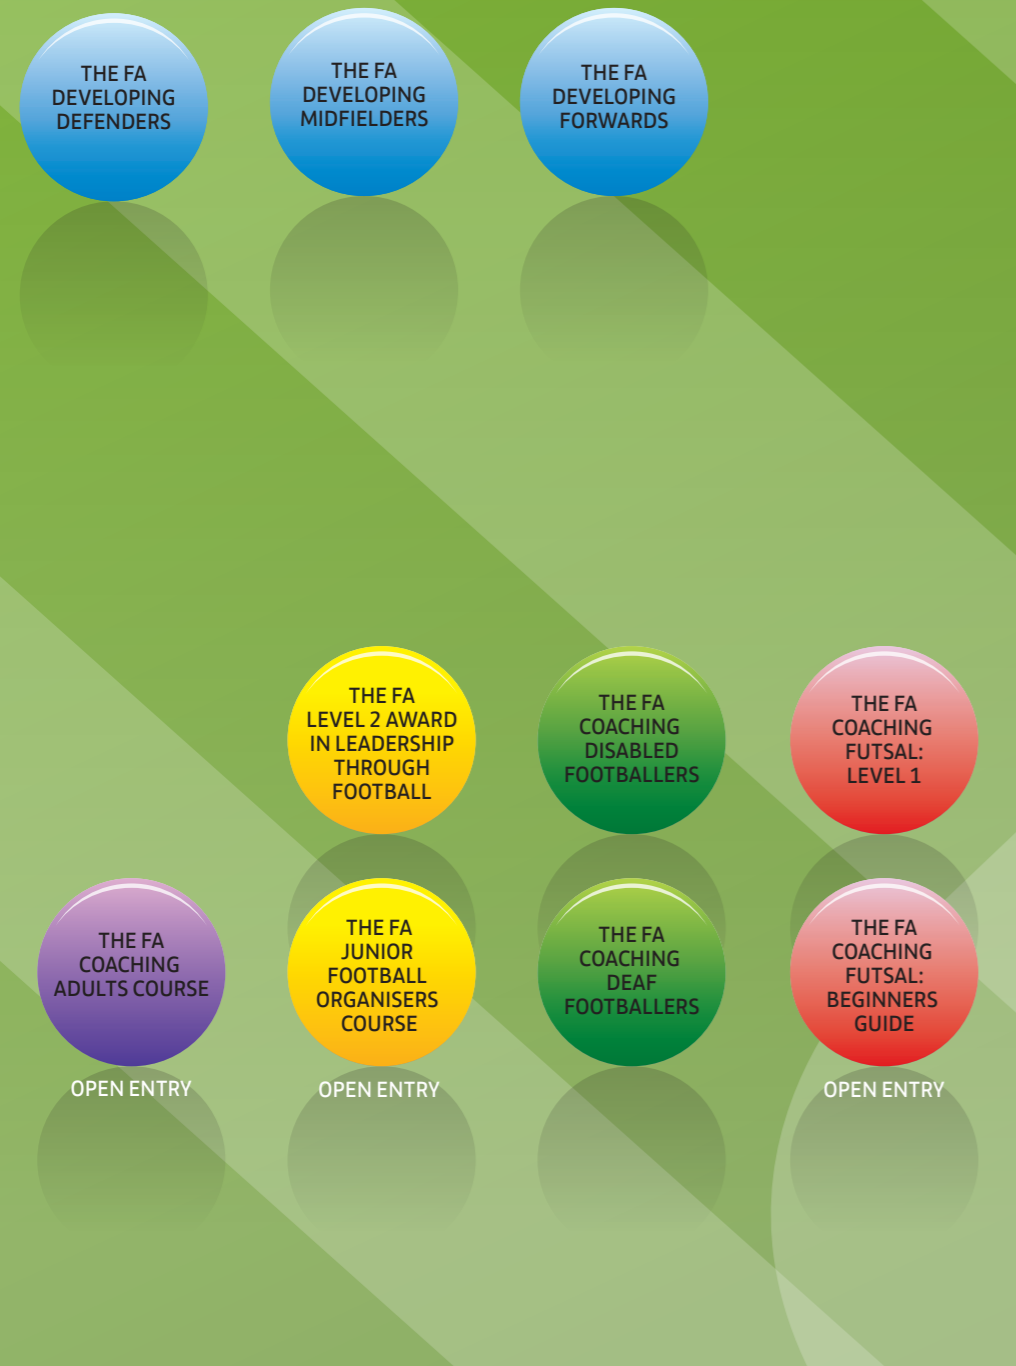 THE FA
DEVELOPING
DEFENDERS
THE FA
DEVELOPING
MIDFIELDERS
THE FA
DEVELOPING
FORWARDS
THE FA
LEVEL 2 AWARD
IN LEADERSHIP
THROUGH
FOOTBALL
THE FA
COACHING
DISABLED
FOOTBALLERS
THE FA
COACHING
FUTSAL:
LEVEL 1
THE FA
COACHING
ADULTS COURSE
OPEN ENTRY
THE FA
JUNIOR
FOOTBALL
ORGANISERS
COURSE
OPEN ENTRY
THE FA
COACHING
DEAF
FOOTBALLERS
THE FA
COACHING
FUTSAL:
BEGINNERS
GUIDE
OPEN ENTRY